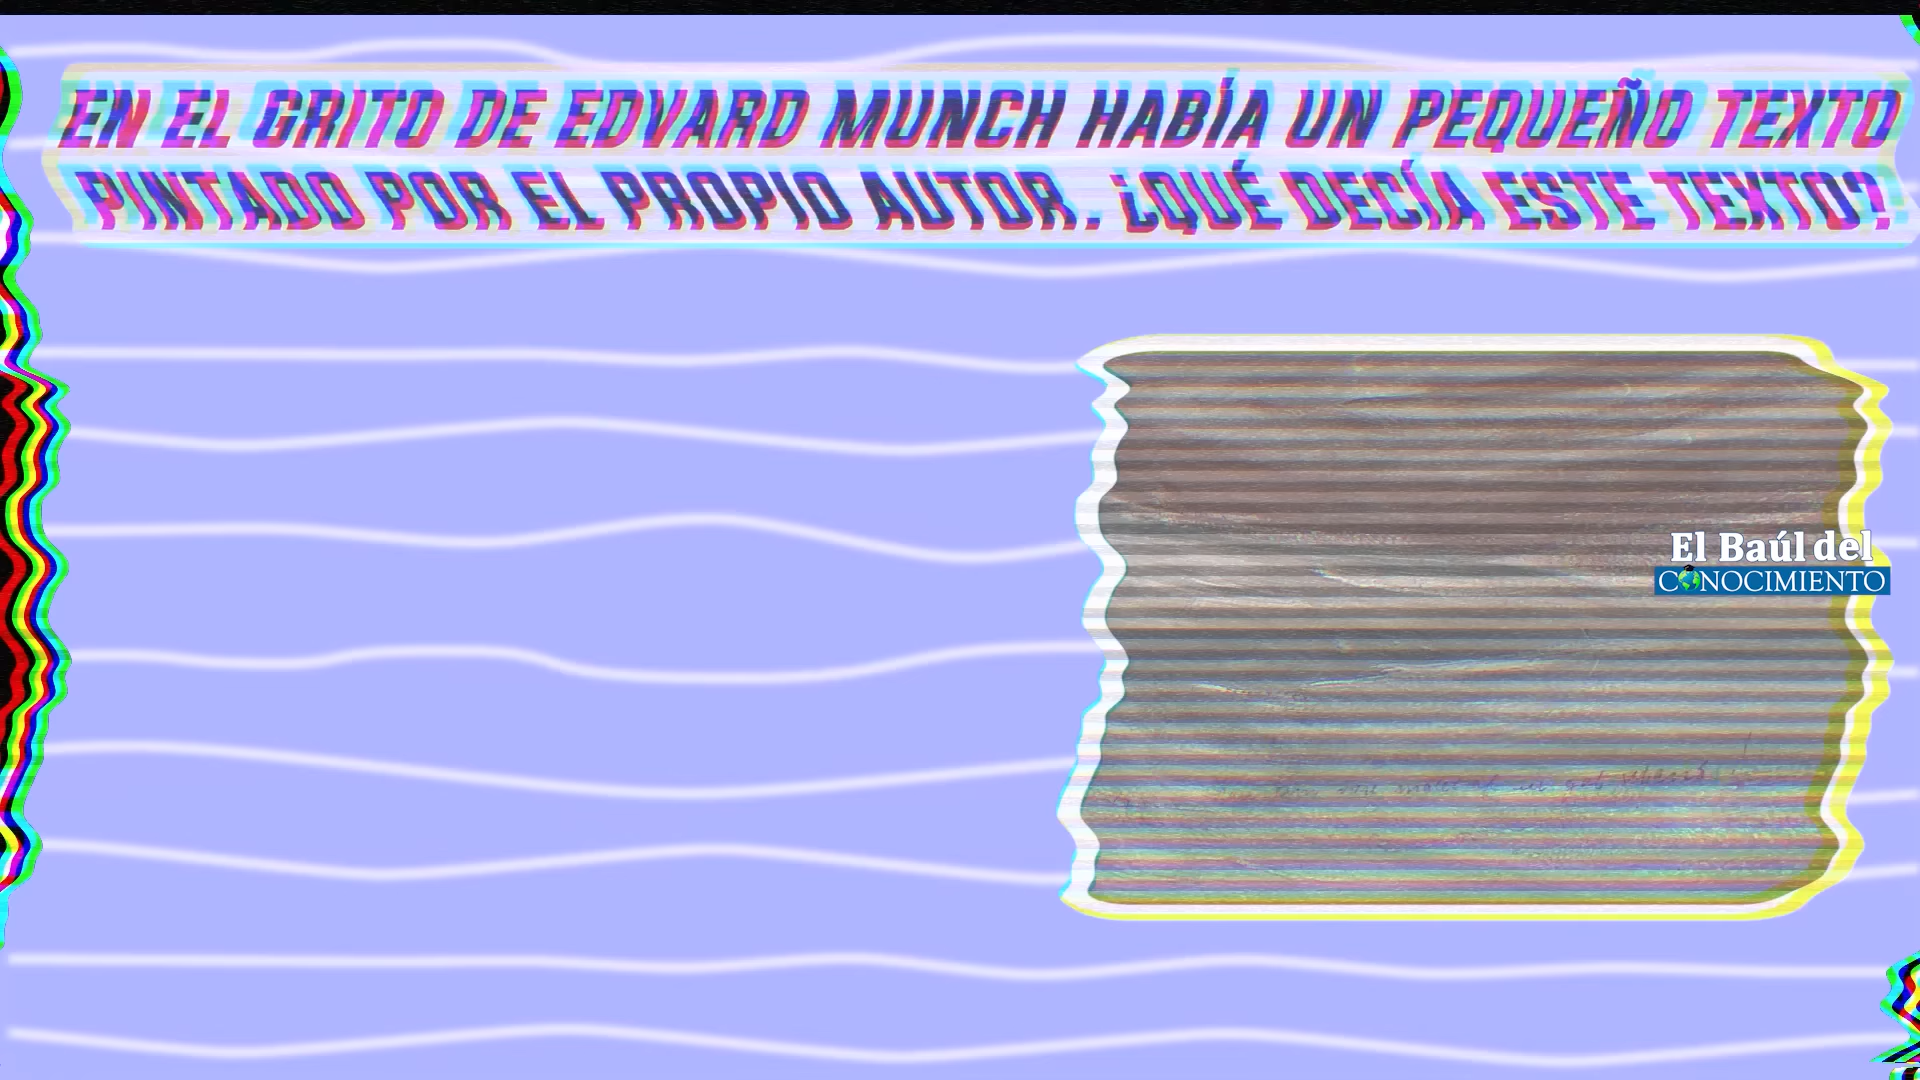 EN EL GRITO DE EDVARD MUNCH HABÍA UN PEQUEÑO TEXTO
PINTADO POR EL PROPIO AUTOR. ¿QUÉ DECÍA ESTE TEXTO?
El Baúl del
CONOCIMIENTO